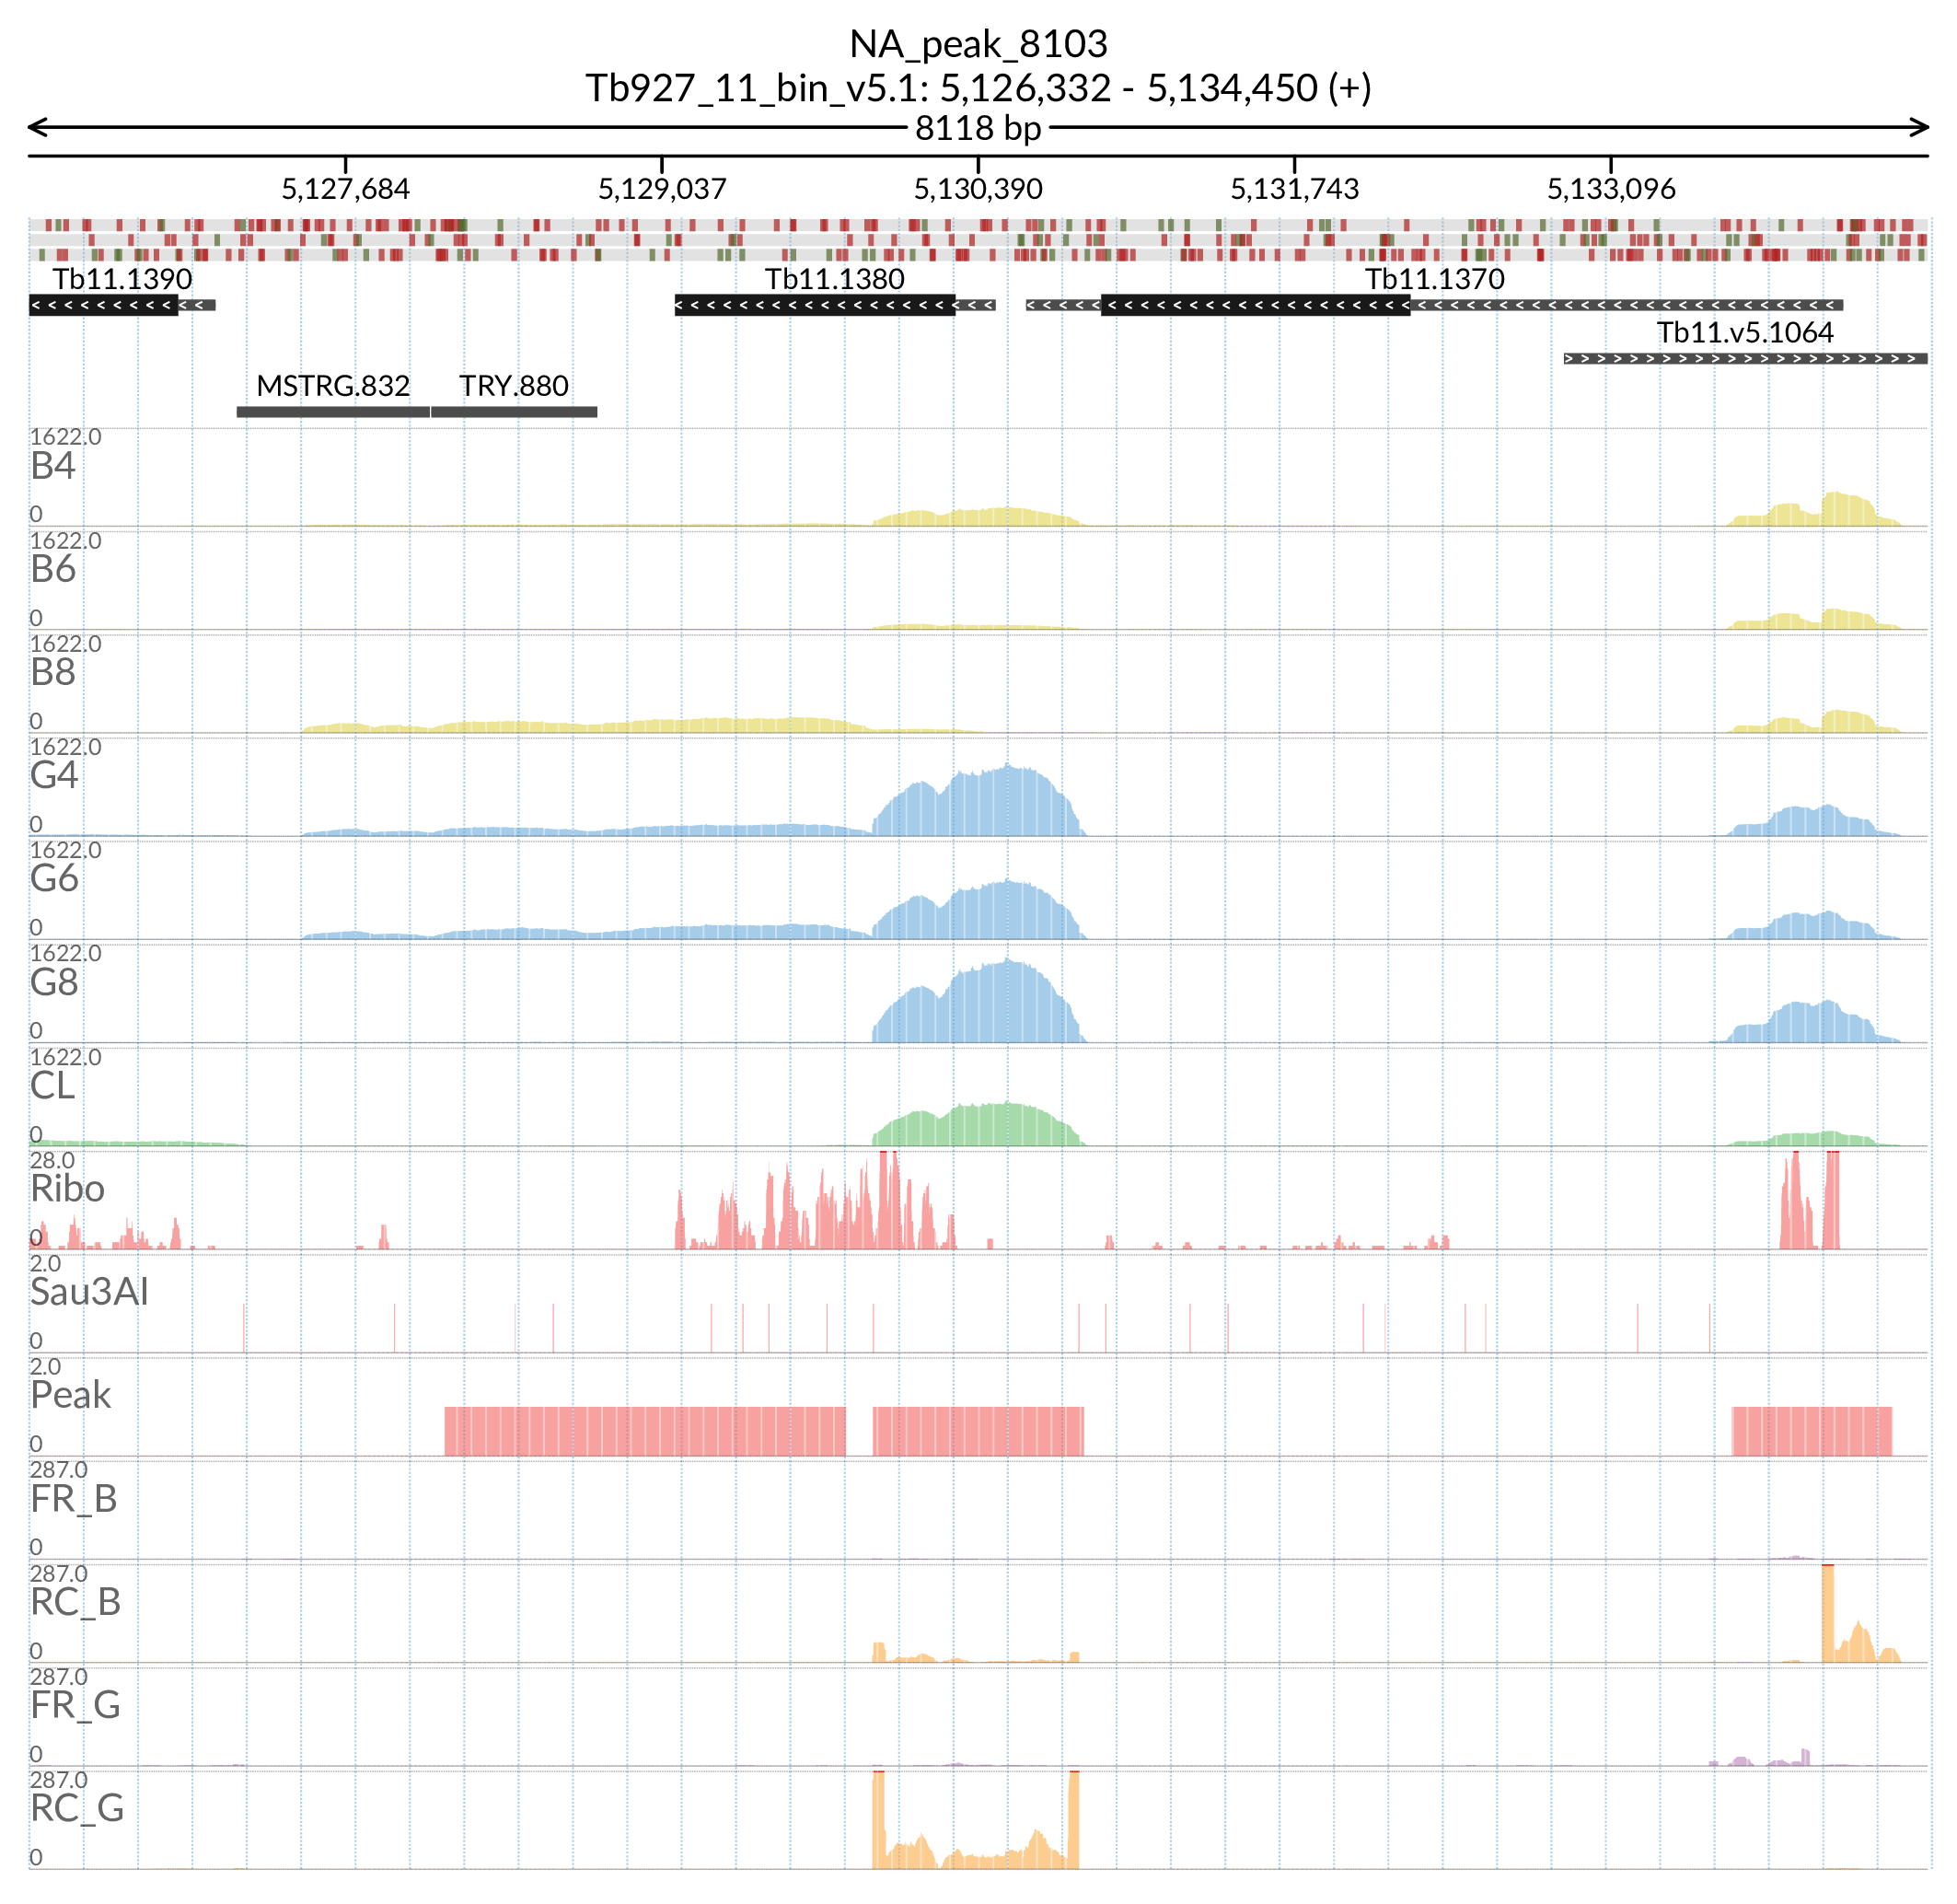 NA_peak_8103
Tb927_11_bin_v5.1: 5,126,332 - 5,134,450 (+)
8118 bp
5,127,684 5,129,037 5,130,390 5,131,743 5,133,096
Tb11.1390 Tb11.1380 Tb11.1370
Tb11.v5.1064
MSTRG.832 TRY.880
1622.0
B4
0
1622.0
B6
0
1622.0
B8
0
1622.0
G4
0
1622.0
G6
0
1622.0
G8
0
1622.0
CL
0
28.0
Ribo
0
2.0
Sau3AI
0
2.0
Peak
0
287.0
FR_B
0
287.0
RC_B
0
287.0
FR_G
0
287.0
RC_G
0